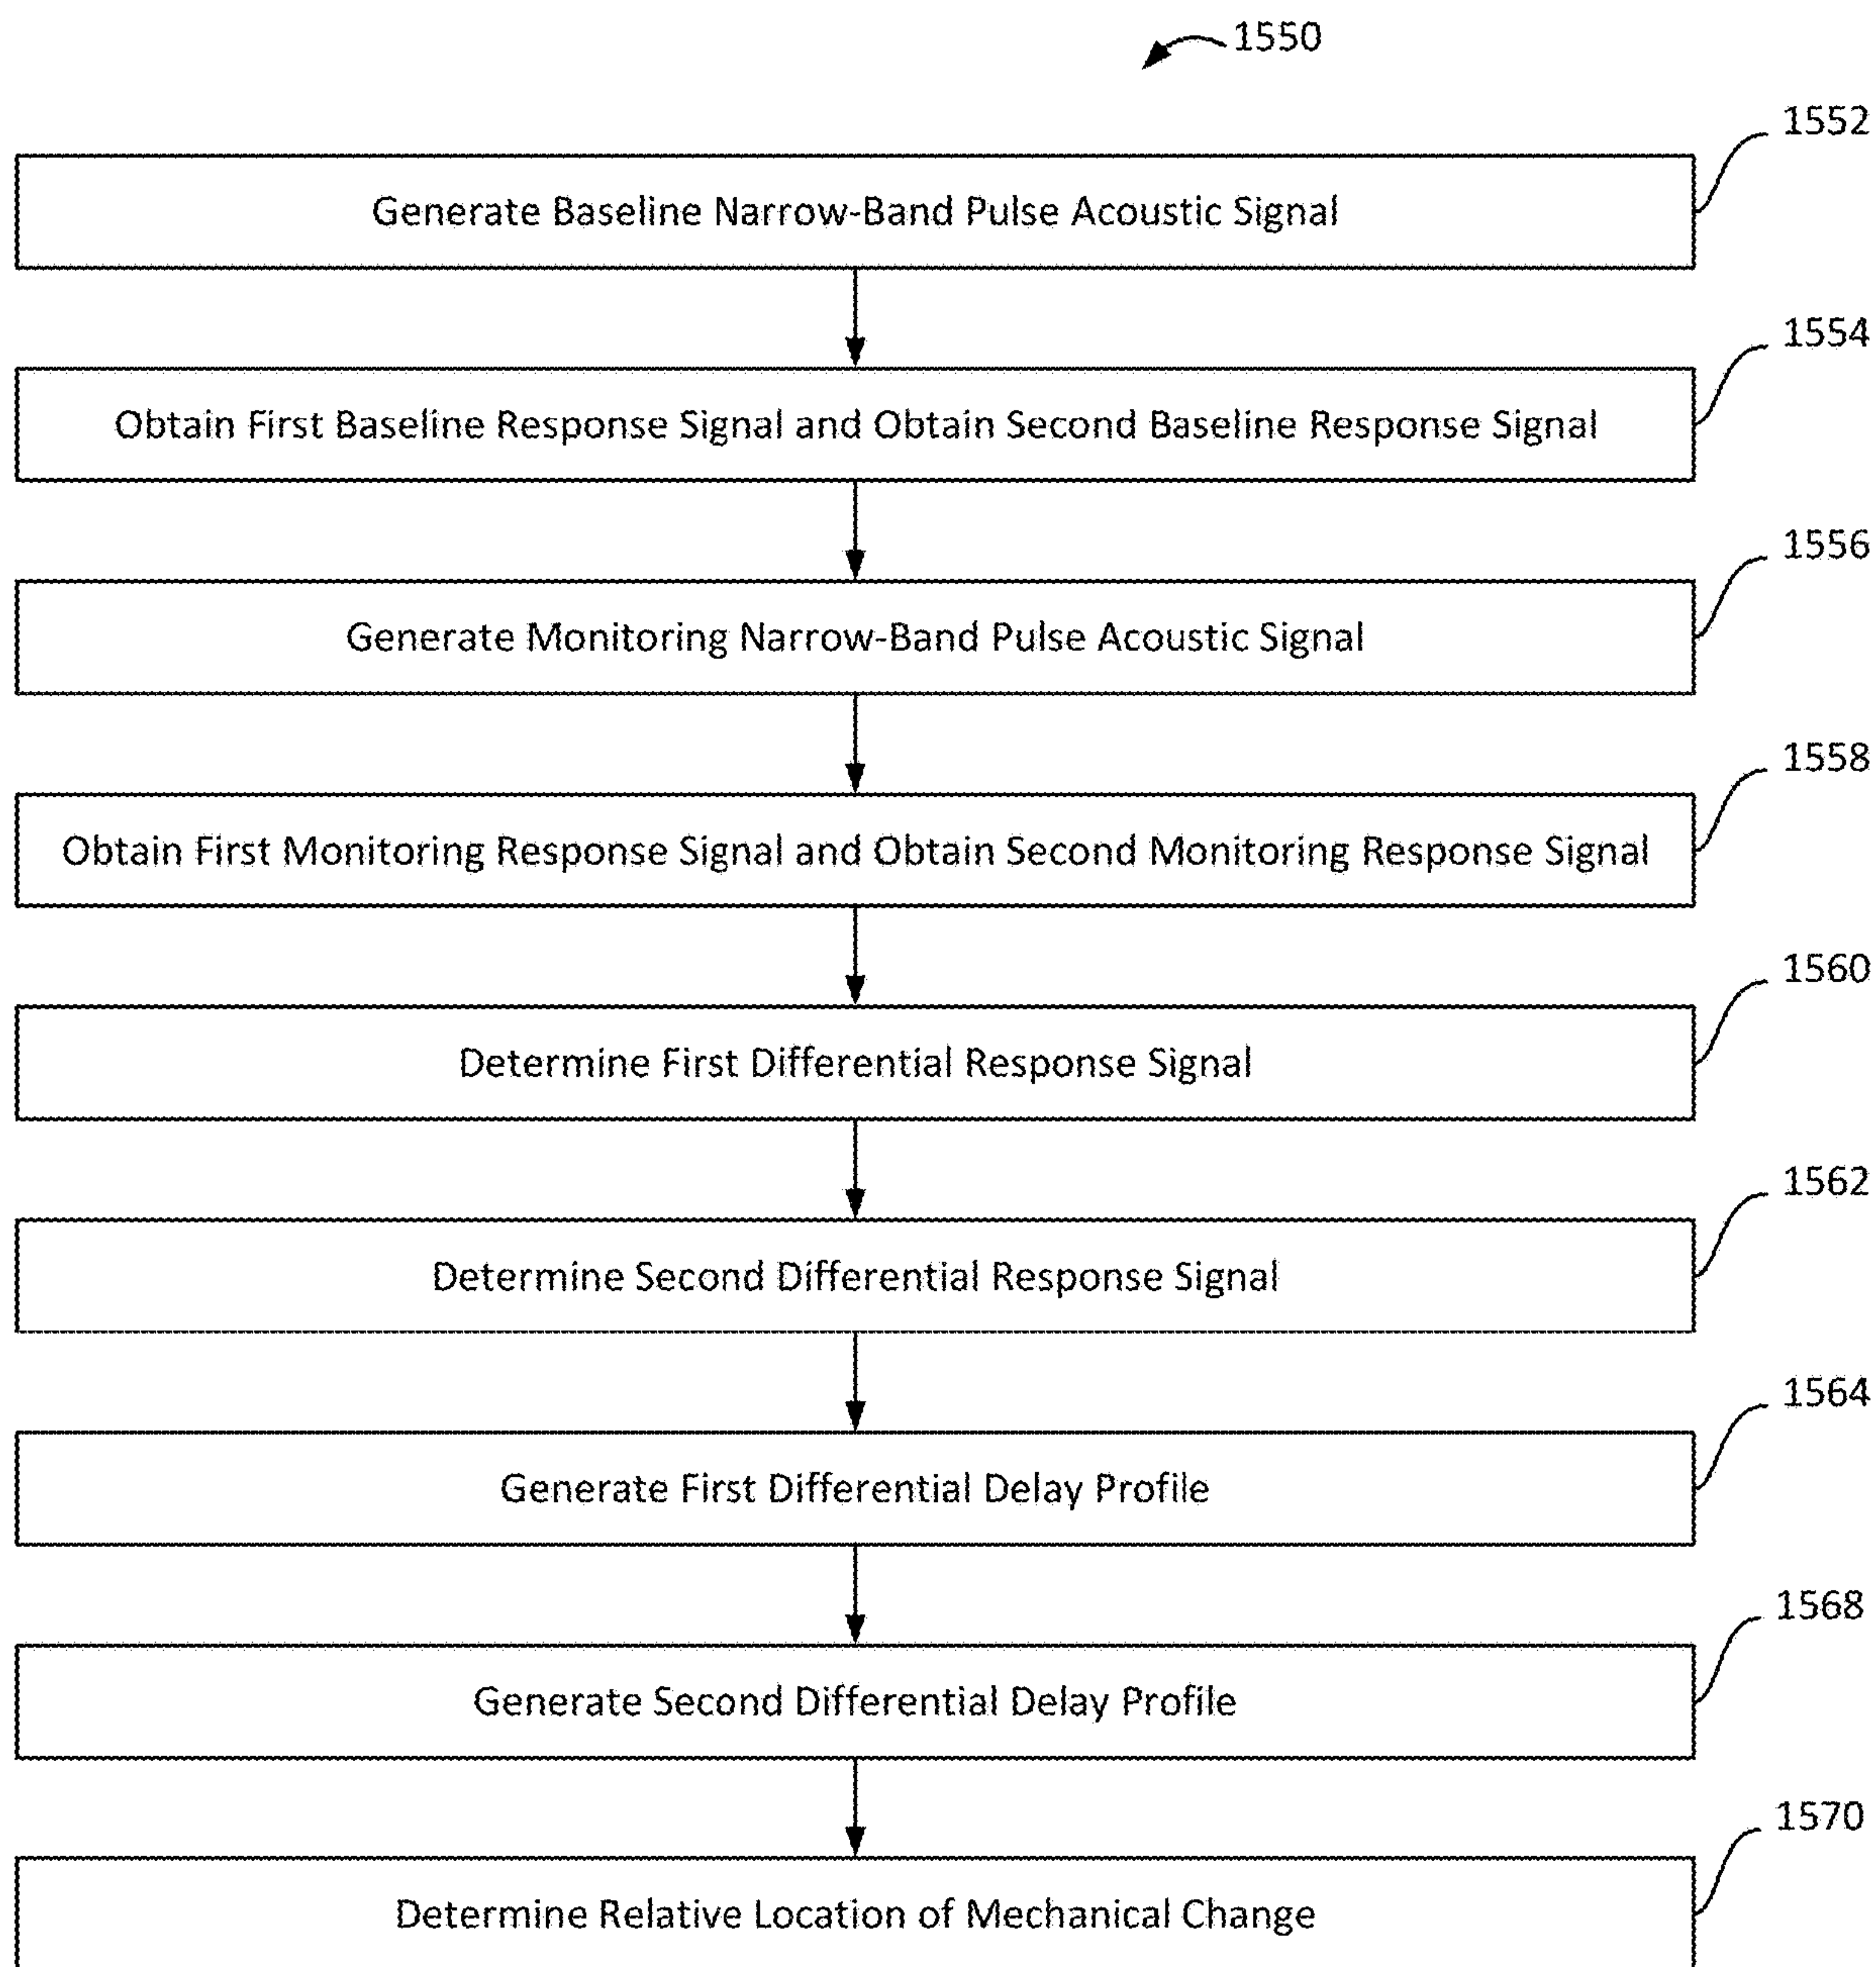 1550
1552
Generate Baseline Narrow-Band Pulse Acoustic Signal
1554
Obtain First Baseline Response Signal and Obtain Second Baseline Response Signal
1556
Generate Monitoring Narrow-Band Pulse Acoustic Signal
1558
Obtain First Monitoring Response Signal and Obtain Second Monitoring Response Signal
1560
Determine First Differential Response Signal
1562
Determine Second Differential Response Signal
1564
Generate First Differential Delay Profile
1568
Generate Second Differential Delay Profile
1570
Determine Relative Location of Mechanical Change